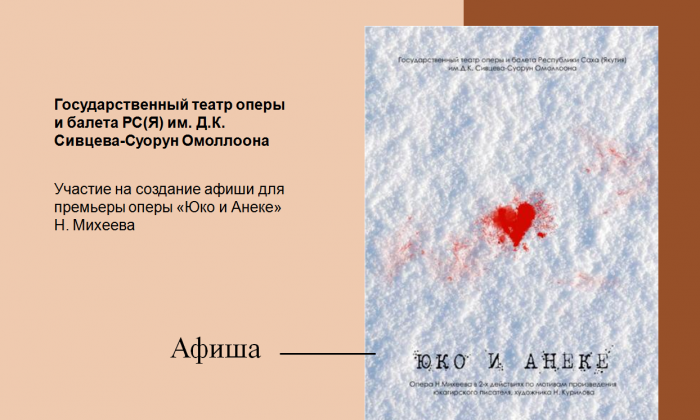 Государственный театр оперы
и балета РС(Я) им. Д.К.
Сивцева-Суорун Омоллоона
Участие на создание афиши для
премьеры оперы «Юко и Анеке»
Н. Михеева
Афиша
Государственный театр оперы и балета Республики Саха (Якутия)
им Д.К. Сивцева-Суорун Омоллоона
ЮКО И АНЕКЕ
Опера Н.Михеева в 2-х действиях по мотивам произведения
юкагирского писателя, художника Н. Курилова